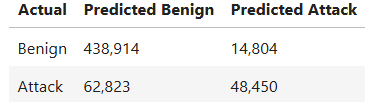 Actual Predicted Benign Predicted Attack
Benign 438,914 14,804
Attack 62,823 48,450